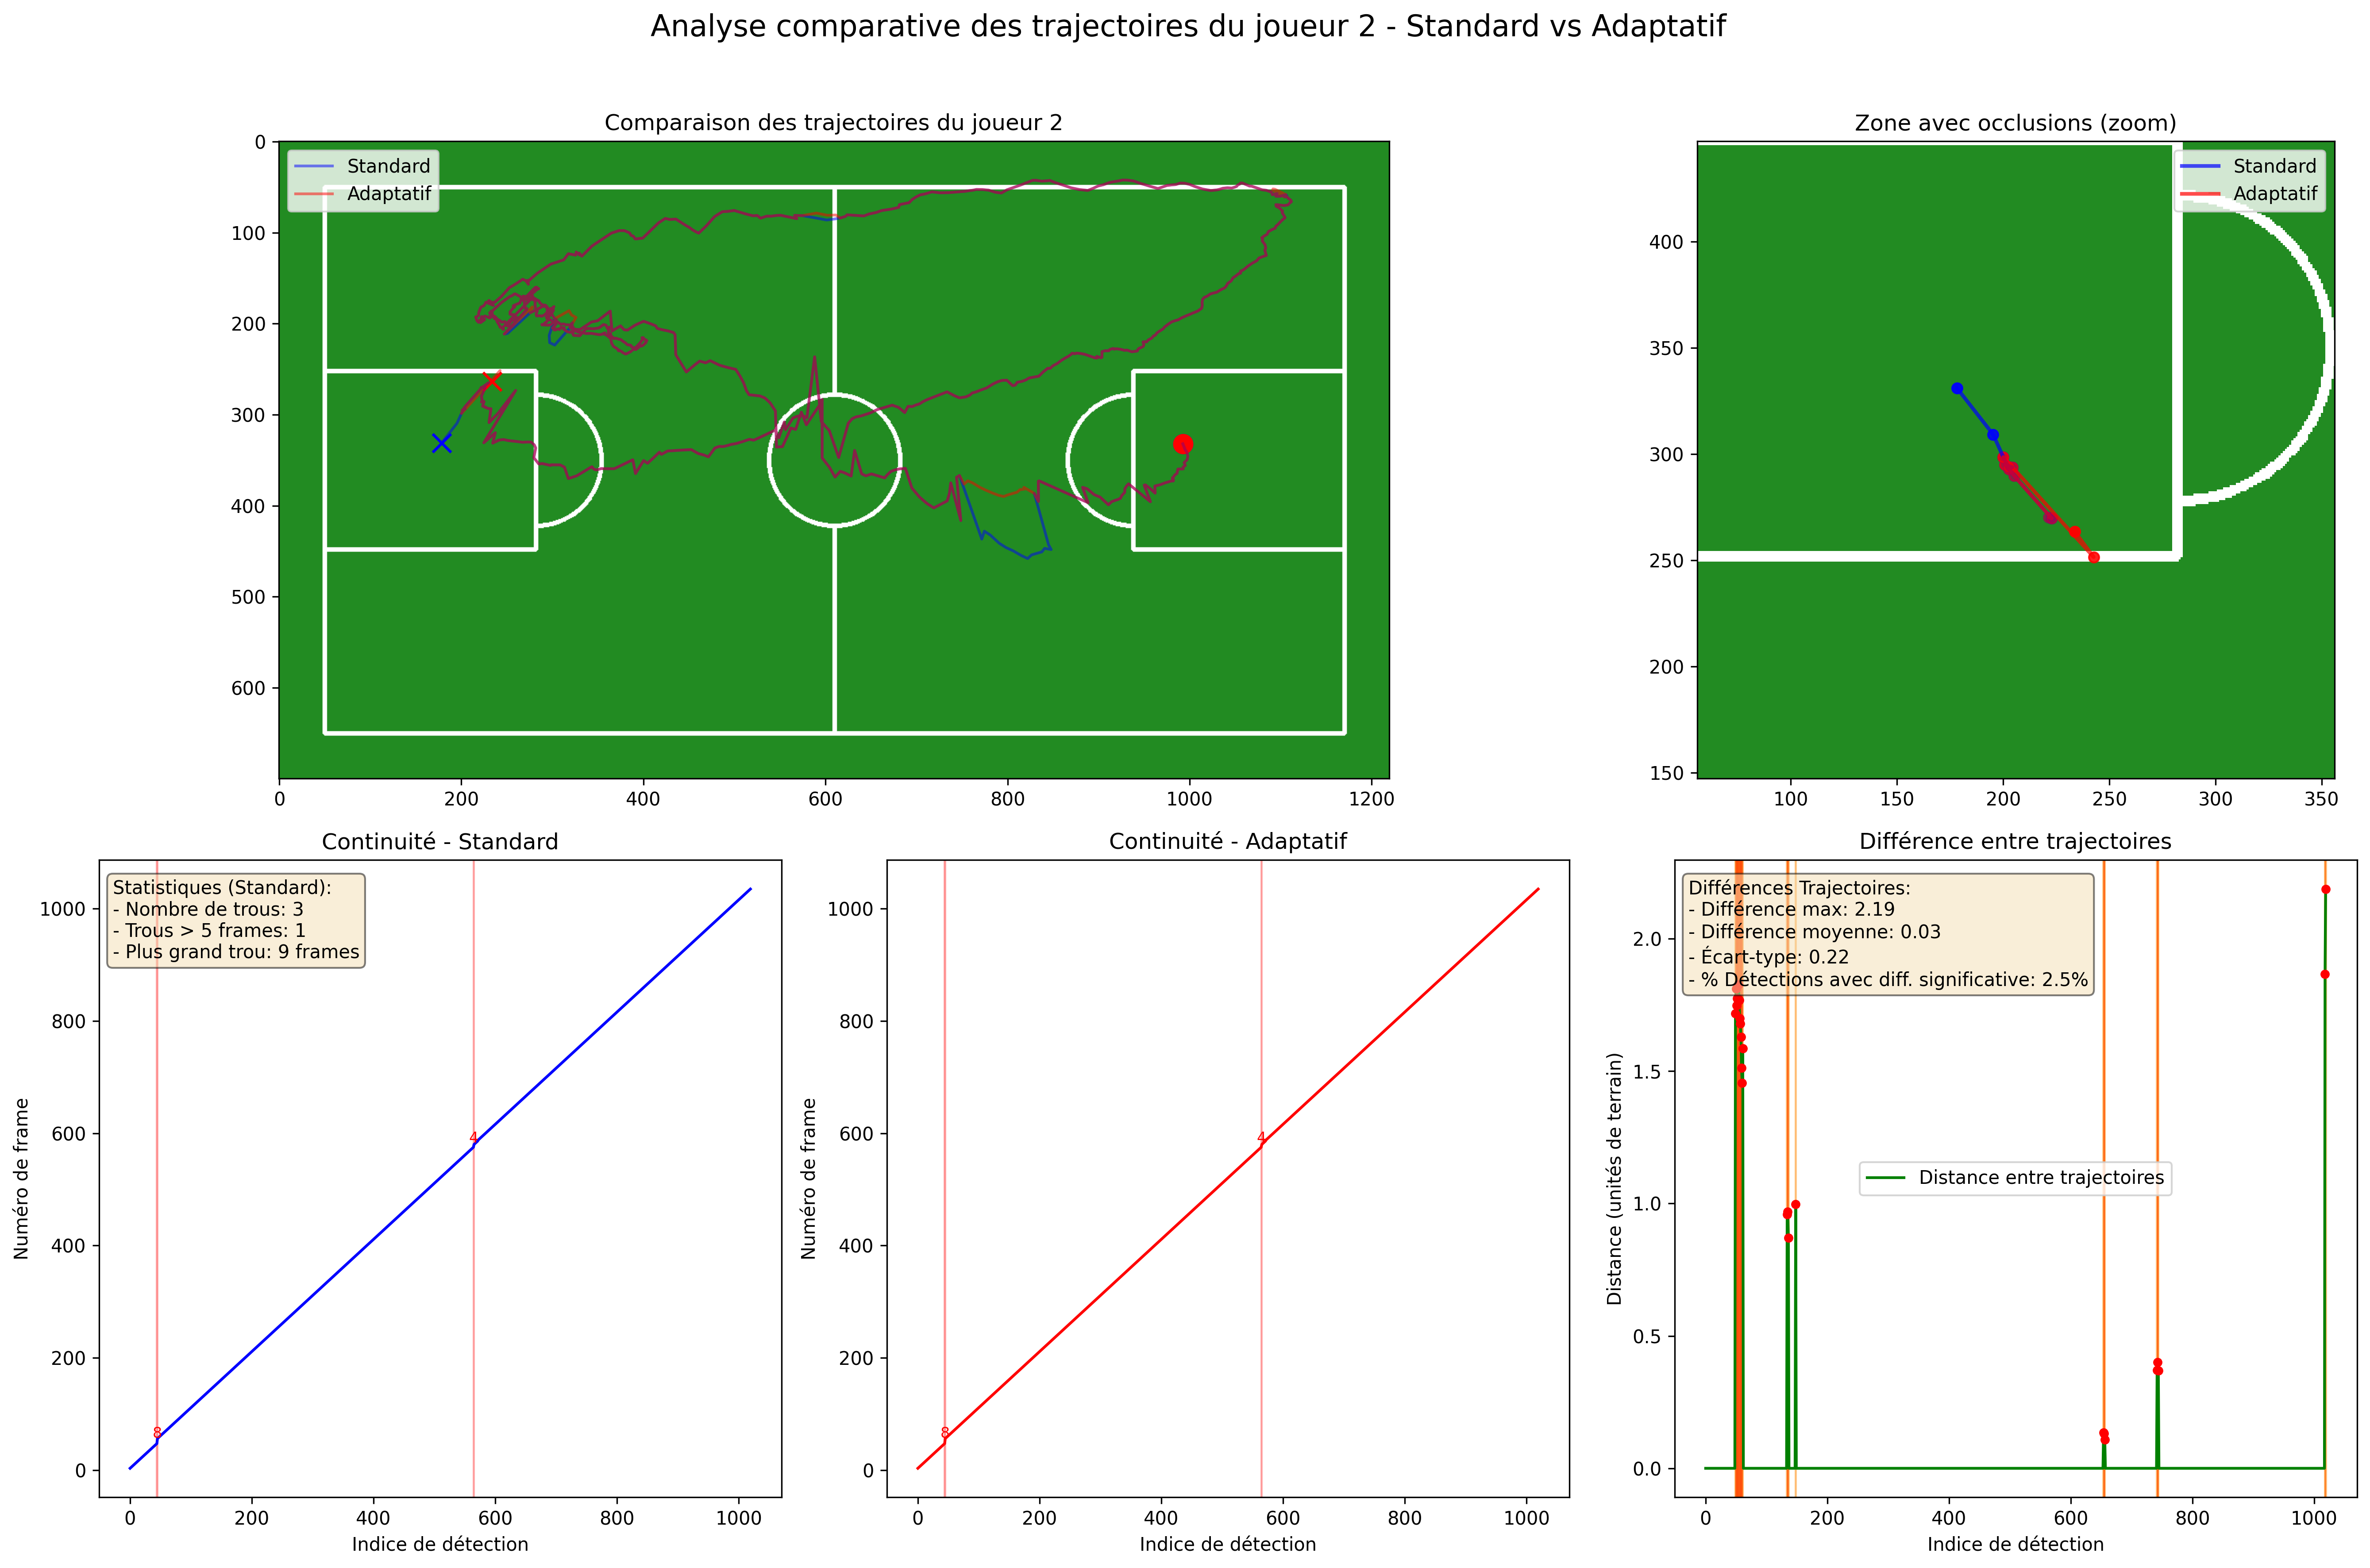 Analyse comparative des trajectoires du joueur 2 - Standard vs Adaptatif
Comparaison des trajectoires du joueur 2
Standard
Adaptatif
0
100
200
300
400
500
600
0 200 400 600 800 1000 1200
Zone avec occlusions (zoom)
Standard
Adaptatif
400
350
300
250
200
150
100 150 200 250 300 350
Continuité - Standard
Statistiques (Standard):
- Nombre de trous: 3
- Trous > 5 frames: 1
- Plus grand trou: 9 frames
Numéro de frame
1000
800
600
400
200
0
4
8
0 200 400 600 800 1000
Indice de détection
Continuité - Adaptatif
Numéro de frame
1000
800
600
400
200
0
4
8
0 200 400 600 800 1000
Indice de détection
Différence entre trajectoires
Différences Trajectoires:
- Différence max: 2.19
- Différence moyenne: 0.03
- Écart-type: 0.22
- % Détections avec diff. significative: 2.5%
Distance entre trajectoires
Distance (unités de terrain)
2.0
1.5
1.0
0.5
0.0
0 200 400 600 800 1000
Indice de détection